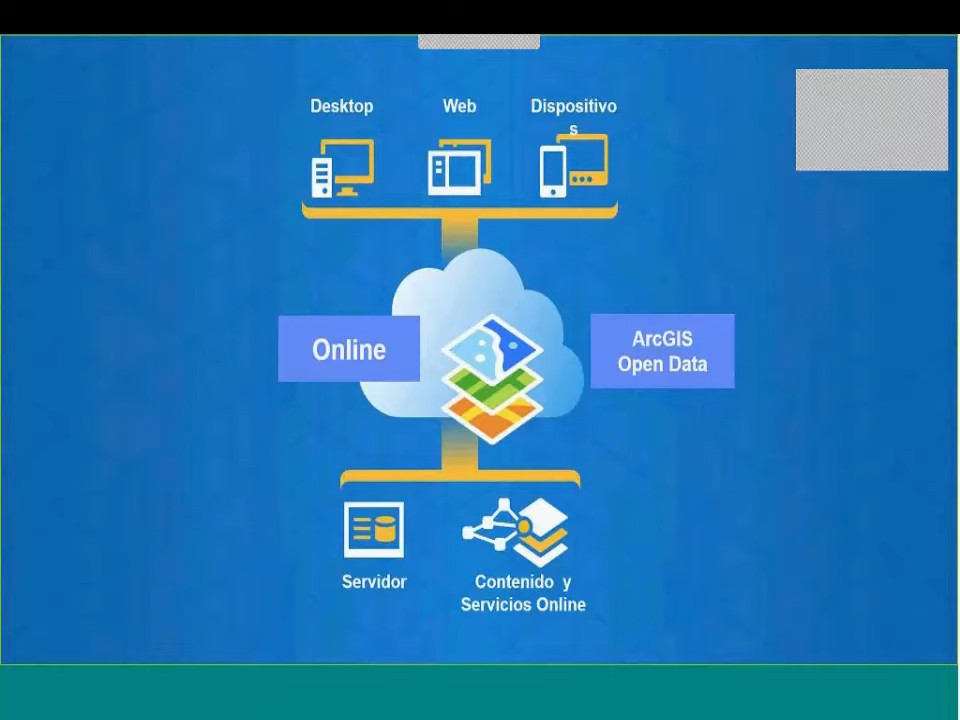 Desktop
Web
Dispositivo
s
Online
ArcGIS
Open Data
Servidor
Contenido y
Servicios Online